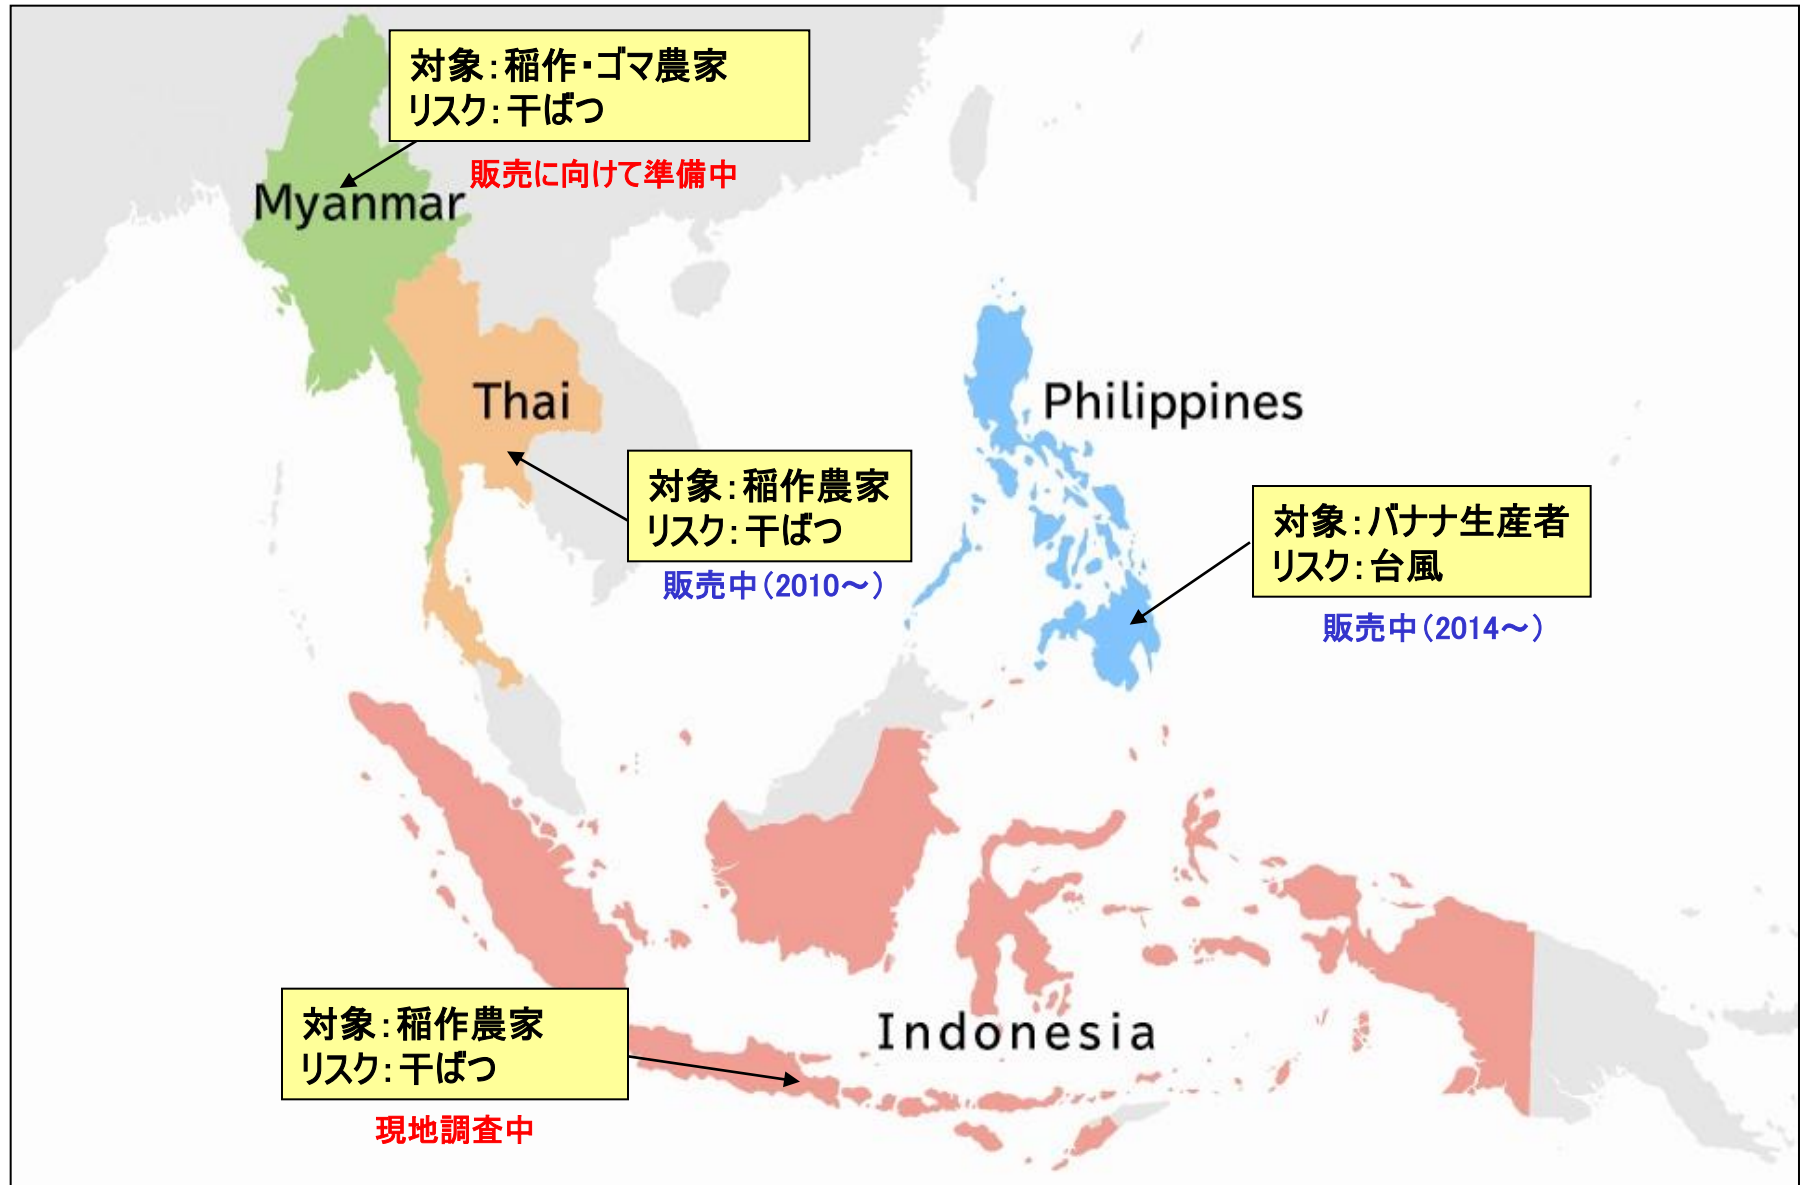 対象：稲作・ゴマ農家
リスク：干ばつ
販売に向けて準備中
Myanmar
Thai
Philippines
対象：稲作農家
リスク：干ばつ
販売中（2010～）
対象：バナナ生産者
リスク：台風
販売中（2014～）
対象：稲作農家
リスク：干ばつ
現地調査中
Indonesia